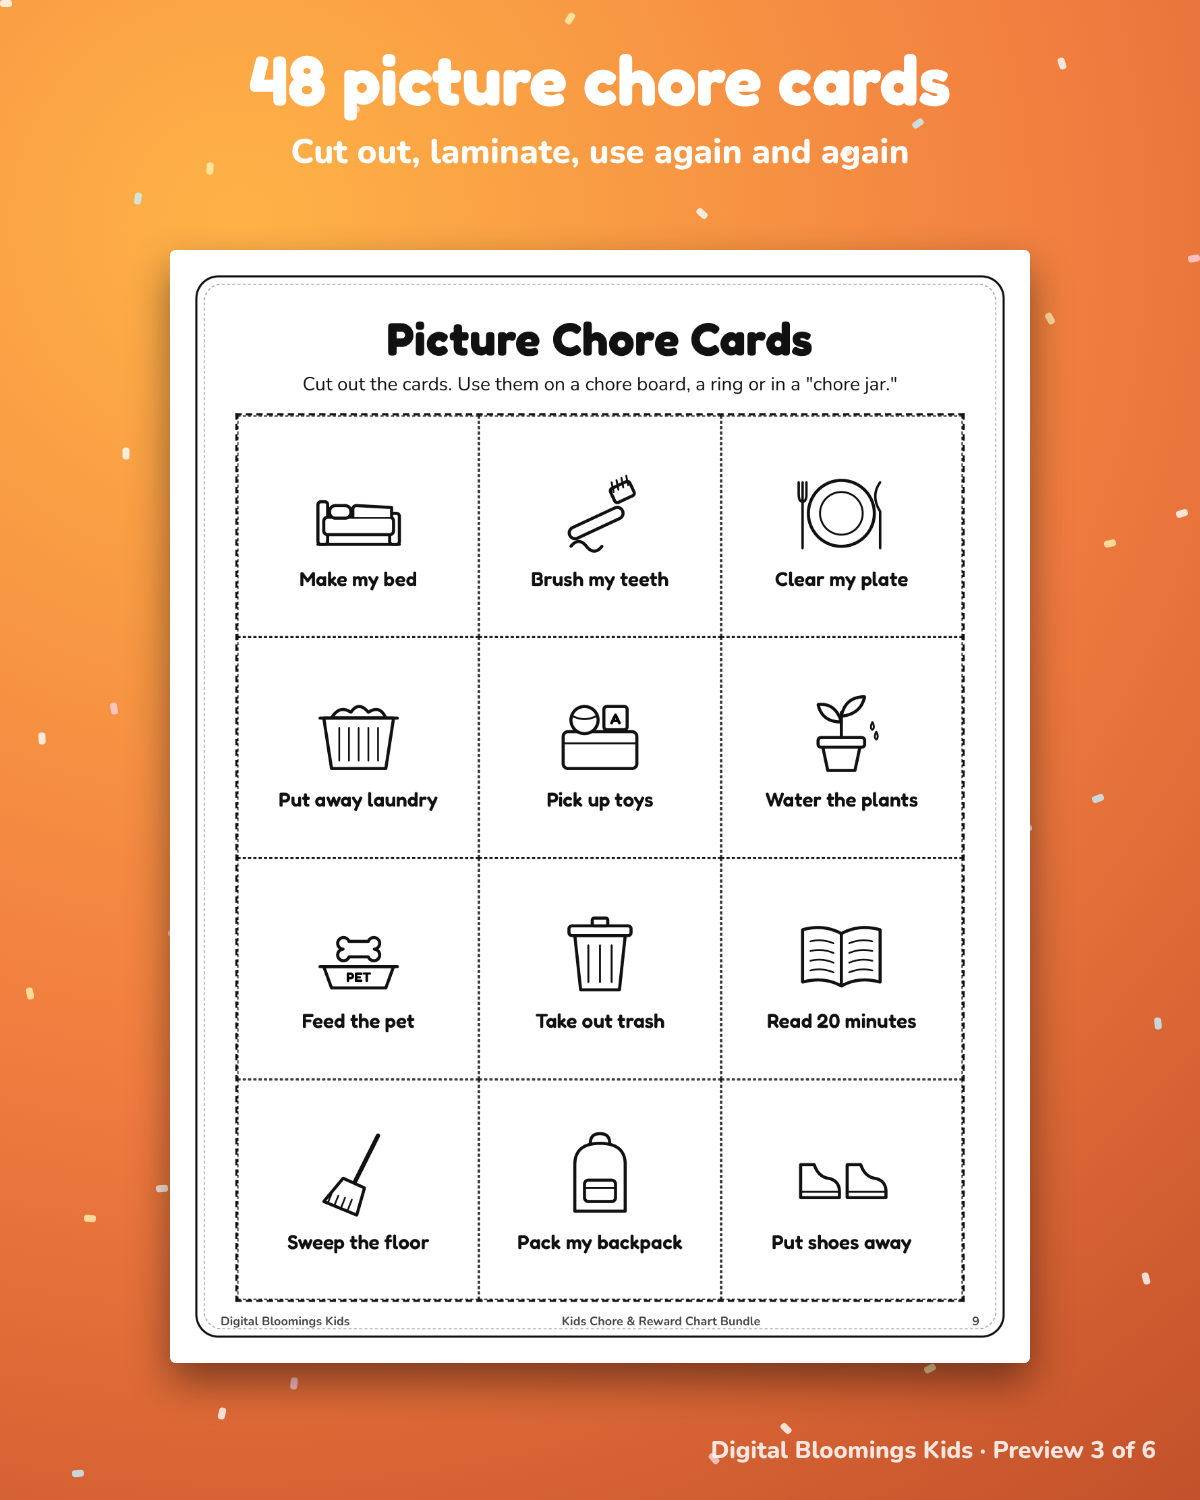 48 picture chore cards
Cut out, laminate, use again and again
Picture Chore Cards
Cut out the cards. Use them on a chore board, a ring or in a "chore jar."
Make my bed
Brush my teeth
Clear my plate
A
Put away laundry
Pick up toys
Water the plants
PET
Feed the pet
Take out trash
Read 20 minutes
Sweep the floor
Pack my backpack
Put shoes away
Digital Bloomings Kids
Kids Chore & Reward Chart Bundle
9
Digital Bloomings Kids · Preview 3 of 6